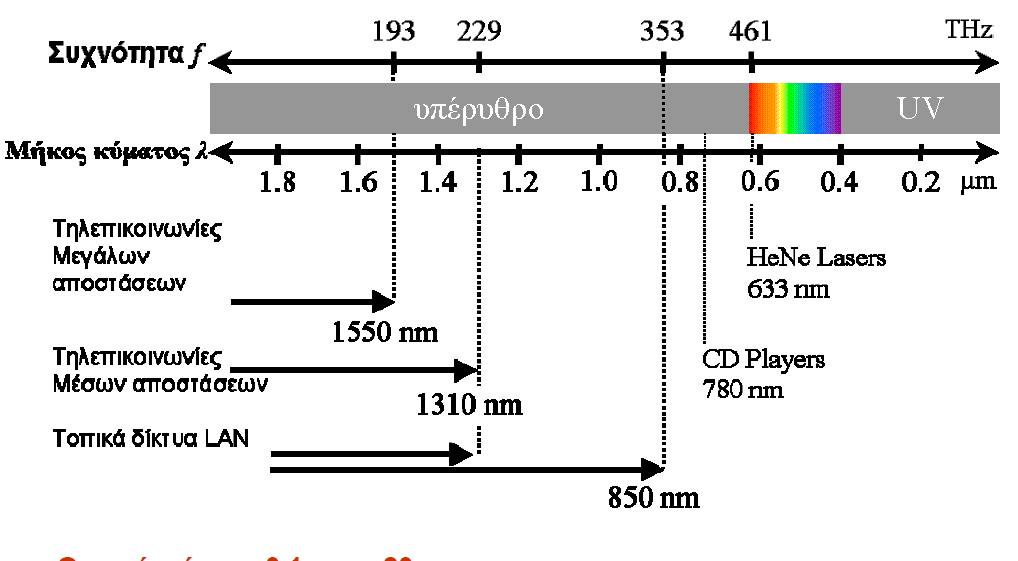 193 229 353 461 THz
Συχνότητα f
υπέρυθρο UV
Μήκος κύματος λ
1.8 1.6 1.4 1.2 1.0 0.8 0.6 0.4 0.2 μm
Τηλεπικοινωνίες
Μεγάλων
αποστάσεων
HeNe Lasers
633 nm
1550 nm
Τηλεπικοινωνίες
Μέσων αποστάσεων
CD Players
780 nm
1310 nm
Τοπικά δίκτυα LAN
850 nm